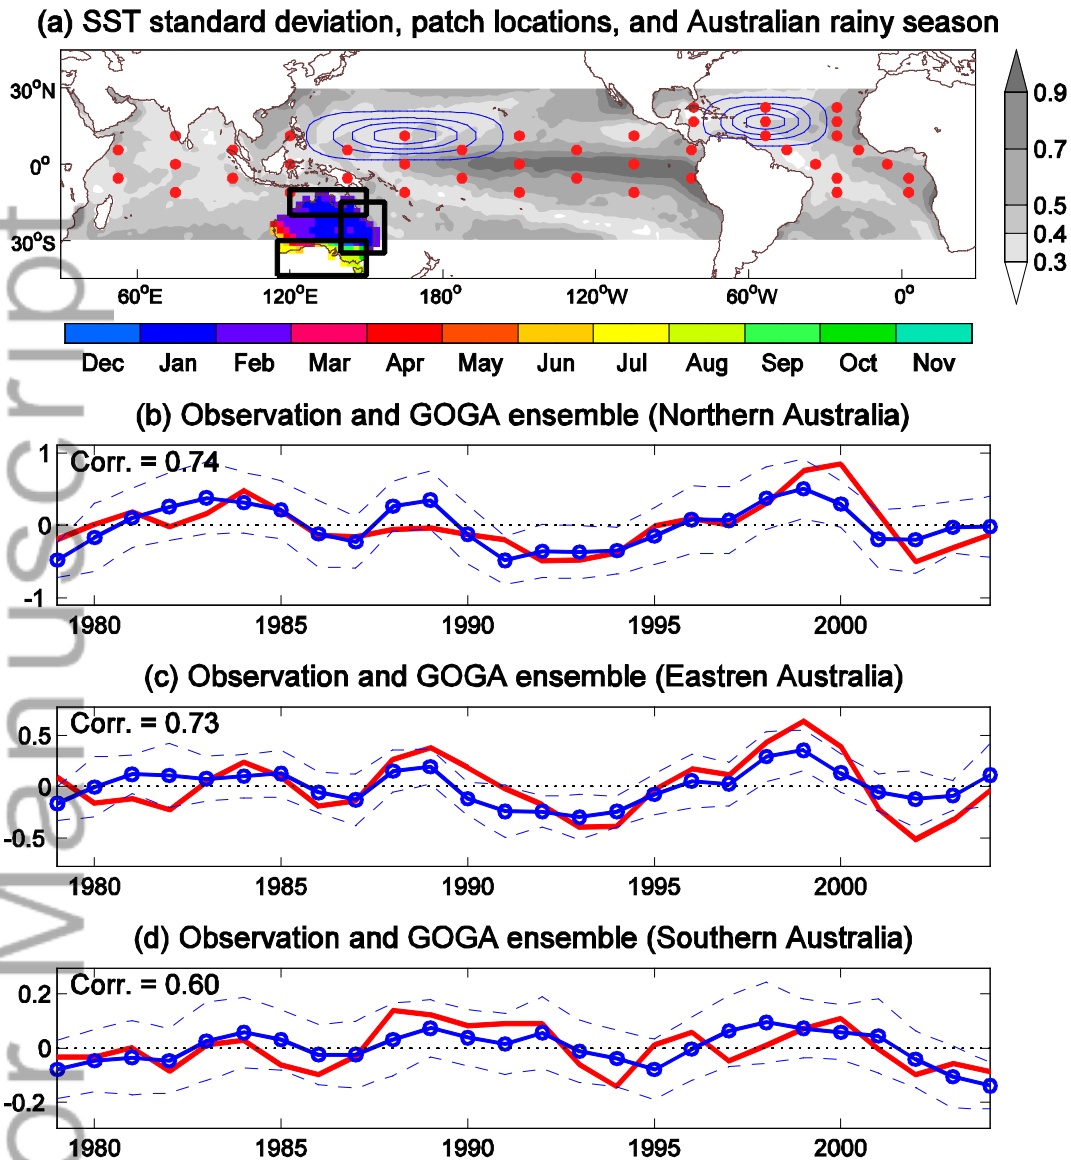 (a) SST standard deviation, patch locations, and Australian rainy season
30°N
0°
30°S
60°E 120°E 180° 120°W 60°W 0°
0.9
0.7
0.5
0.4
0.3
Dec Jan Feb Mar Apr May Jun Jul Aug Sep Oct Nov
(b) Observation and GOGA ensemble (Northern Australia)
Corr. = 0.74
1
0
-1
1980 1985 1990 1995 2000
(c) Observation and GOGA ensemble (Eastren Australia)
Corr. = 0.73
0.5
0
-0.5
1980 1985 1990 1995 2000
(d) Observation and GOGA ensemble (Southern Australia)
Corr. = 0.60
0.2
0
-0.2
1980 1985 1990 1995 2000
or Manuscript